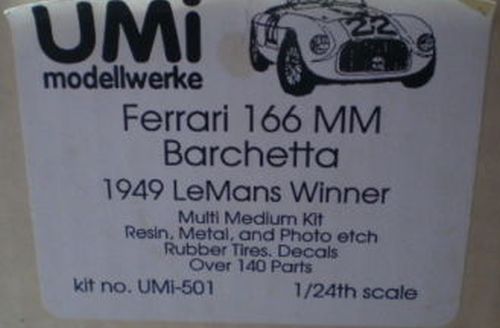 UMi
modellwerke
22
Ferrari 166 MM
Barchetta
1949 LeMans Winner
Multi Medium Kit
Resin, Metal, and Photo etch
Rubber Tires. Decals
Over 140 Parts
kit no. UMi-501 1/24th scale